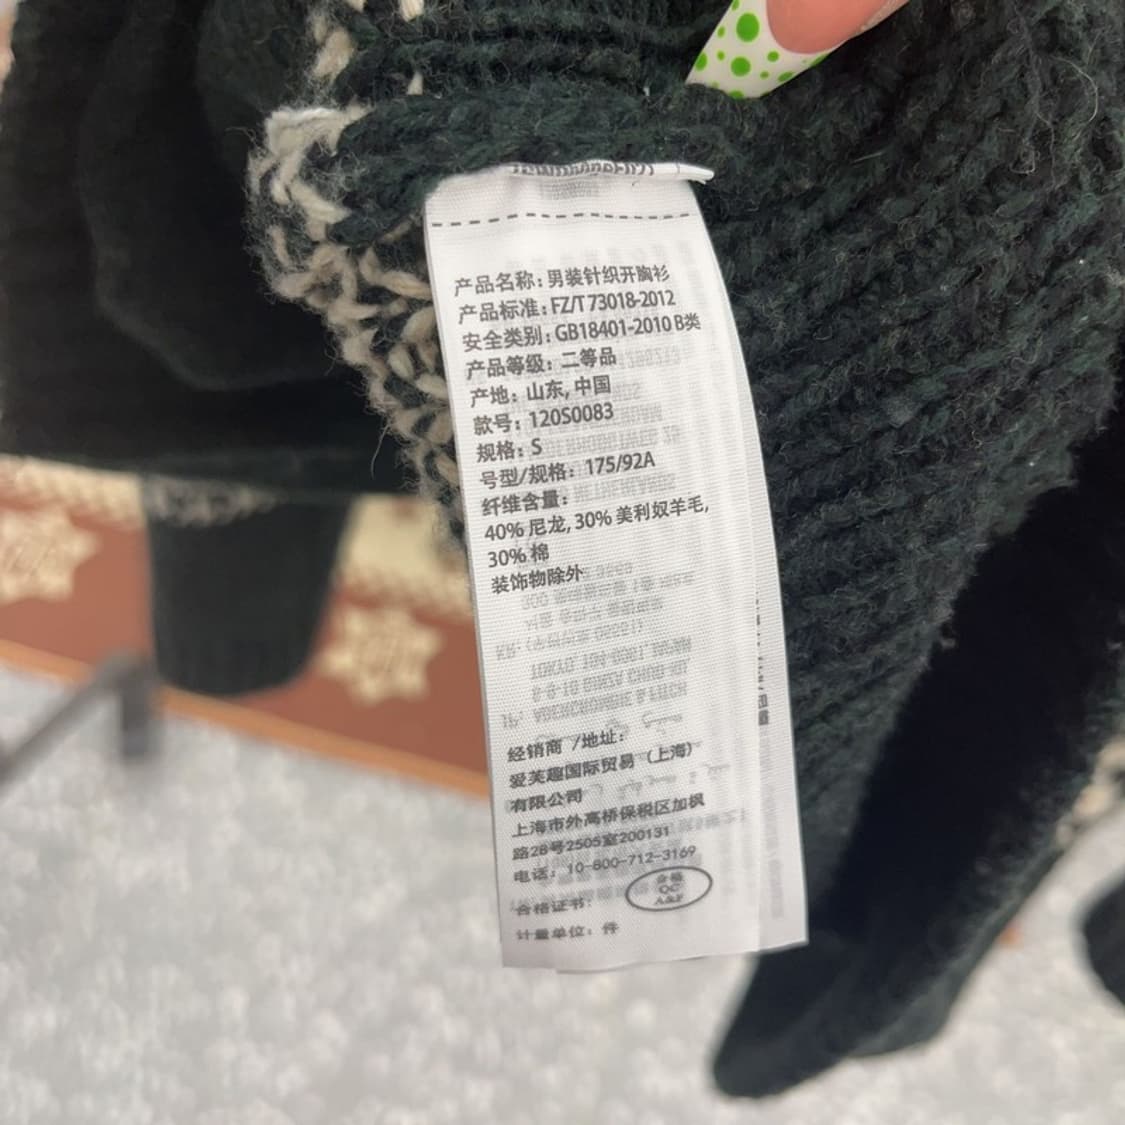 产品名称：男装针织开胸衫
产品标准：FZ/T 73018-2012
安全类别：GB18401-2010 B类
产品等级：二等品
产地：山东, 中国
款号：120S0083
规格：S
号型/规格：175/92A
纤维含量：
40% 尼龙, 30% 美利奴羊毛,
30% 棉
装饰物除外
经销商 /地址：
爱芙趣国际贸易（上海）
有限公司
上海市外高桥保税区加枫
路28号2505室200131
电话：10-800-712-3169
合格证书：
合格
QC
A&F
计量单位：件